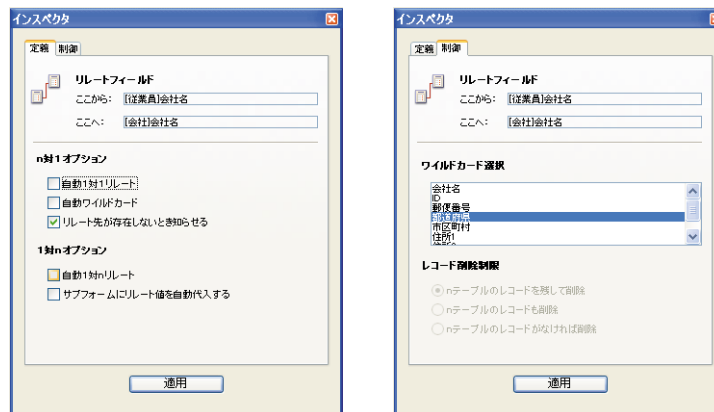 インスペクタ
定義 制御
リレートフィールド
ここから: [従業員]会社名
ここへ: [会社]会社名
n対1オプション
自動1対1リレート
自動ワイルドカード
リレート先が存在しないとき知らせる
1対nオプション
自動1対nリレート
サブフォームにリレート値を自動代入する
適用
インスペクタ
定義 制御
リレートフィールド
ここから: [従業員]会社名
ここへ: [会社]会社名
ワイルドカード選択
会社名
ID
郵便番号
都道府県
市区町村
住所1
レコード削除制限
nテーブルのレコードを残して削除
nテーブルのレコードも削除
nテーブルのレコードがなければ削除
適用